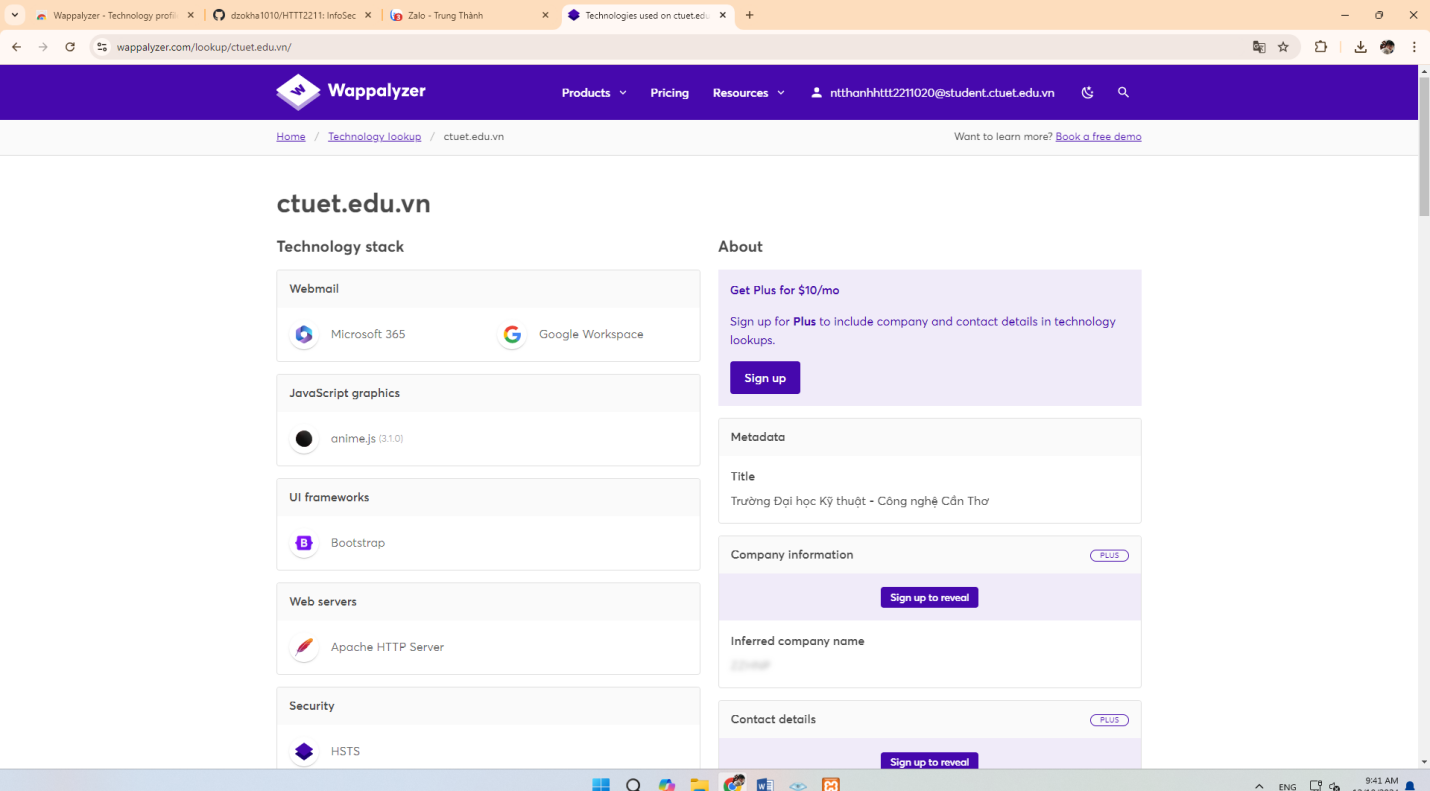 Wappalyzer - Technology profil
dzokha1010/HTTT2211: InfoSec
Zalo - Trung Thành
Technologies used on ctuet.edu
wappalyzer.com/lookup/ctuet.edu.vn/
Wappalyzer
Products
Pricing
Resources
ntthanhhttt2211020@student.ctuet.edu.vn
Home / Technology lookup / ctuet.edu.vn
Want to learn more? Book a free demo
ctuet.edu.vn
Technology stack
Webmail
Microsoft 365
Google Workspace
JavaScript graphics
anime.js (3.1.0)
UI frameworks
Bootstrap
Web servers
Apache HTTP Server
Security
HSTS
About
Get Plus for $10/mo
Sign up for Plus to include company and contact details in technology
lookups.
Sign up
Metadata
Title
Trường Đại học Kỹ thuật - Công nghệ Cần Thơ
Company information
PLUS
Sign up to reveal
Inferred company name
Contact details
PLUS
Sign up to reveal
ENG
9:41 AM